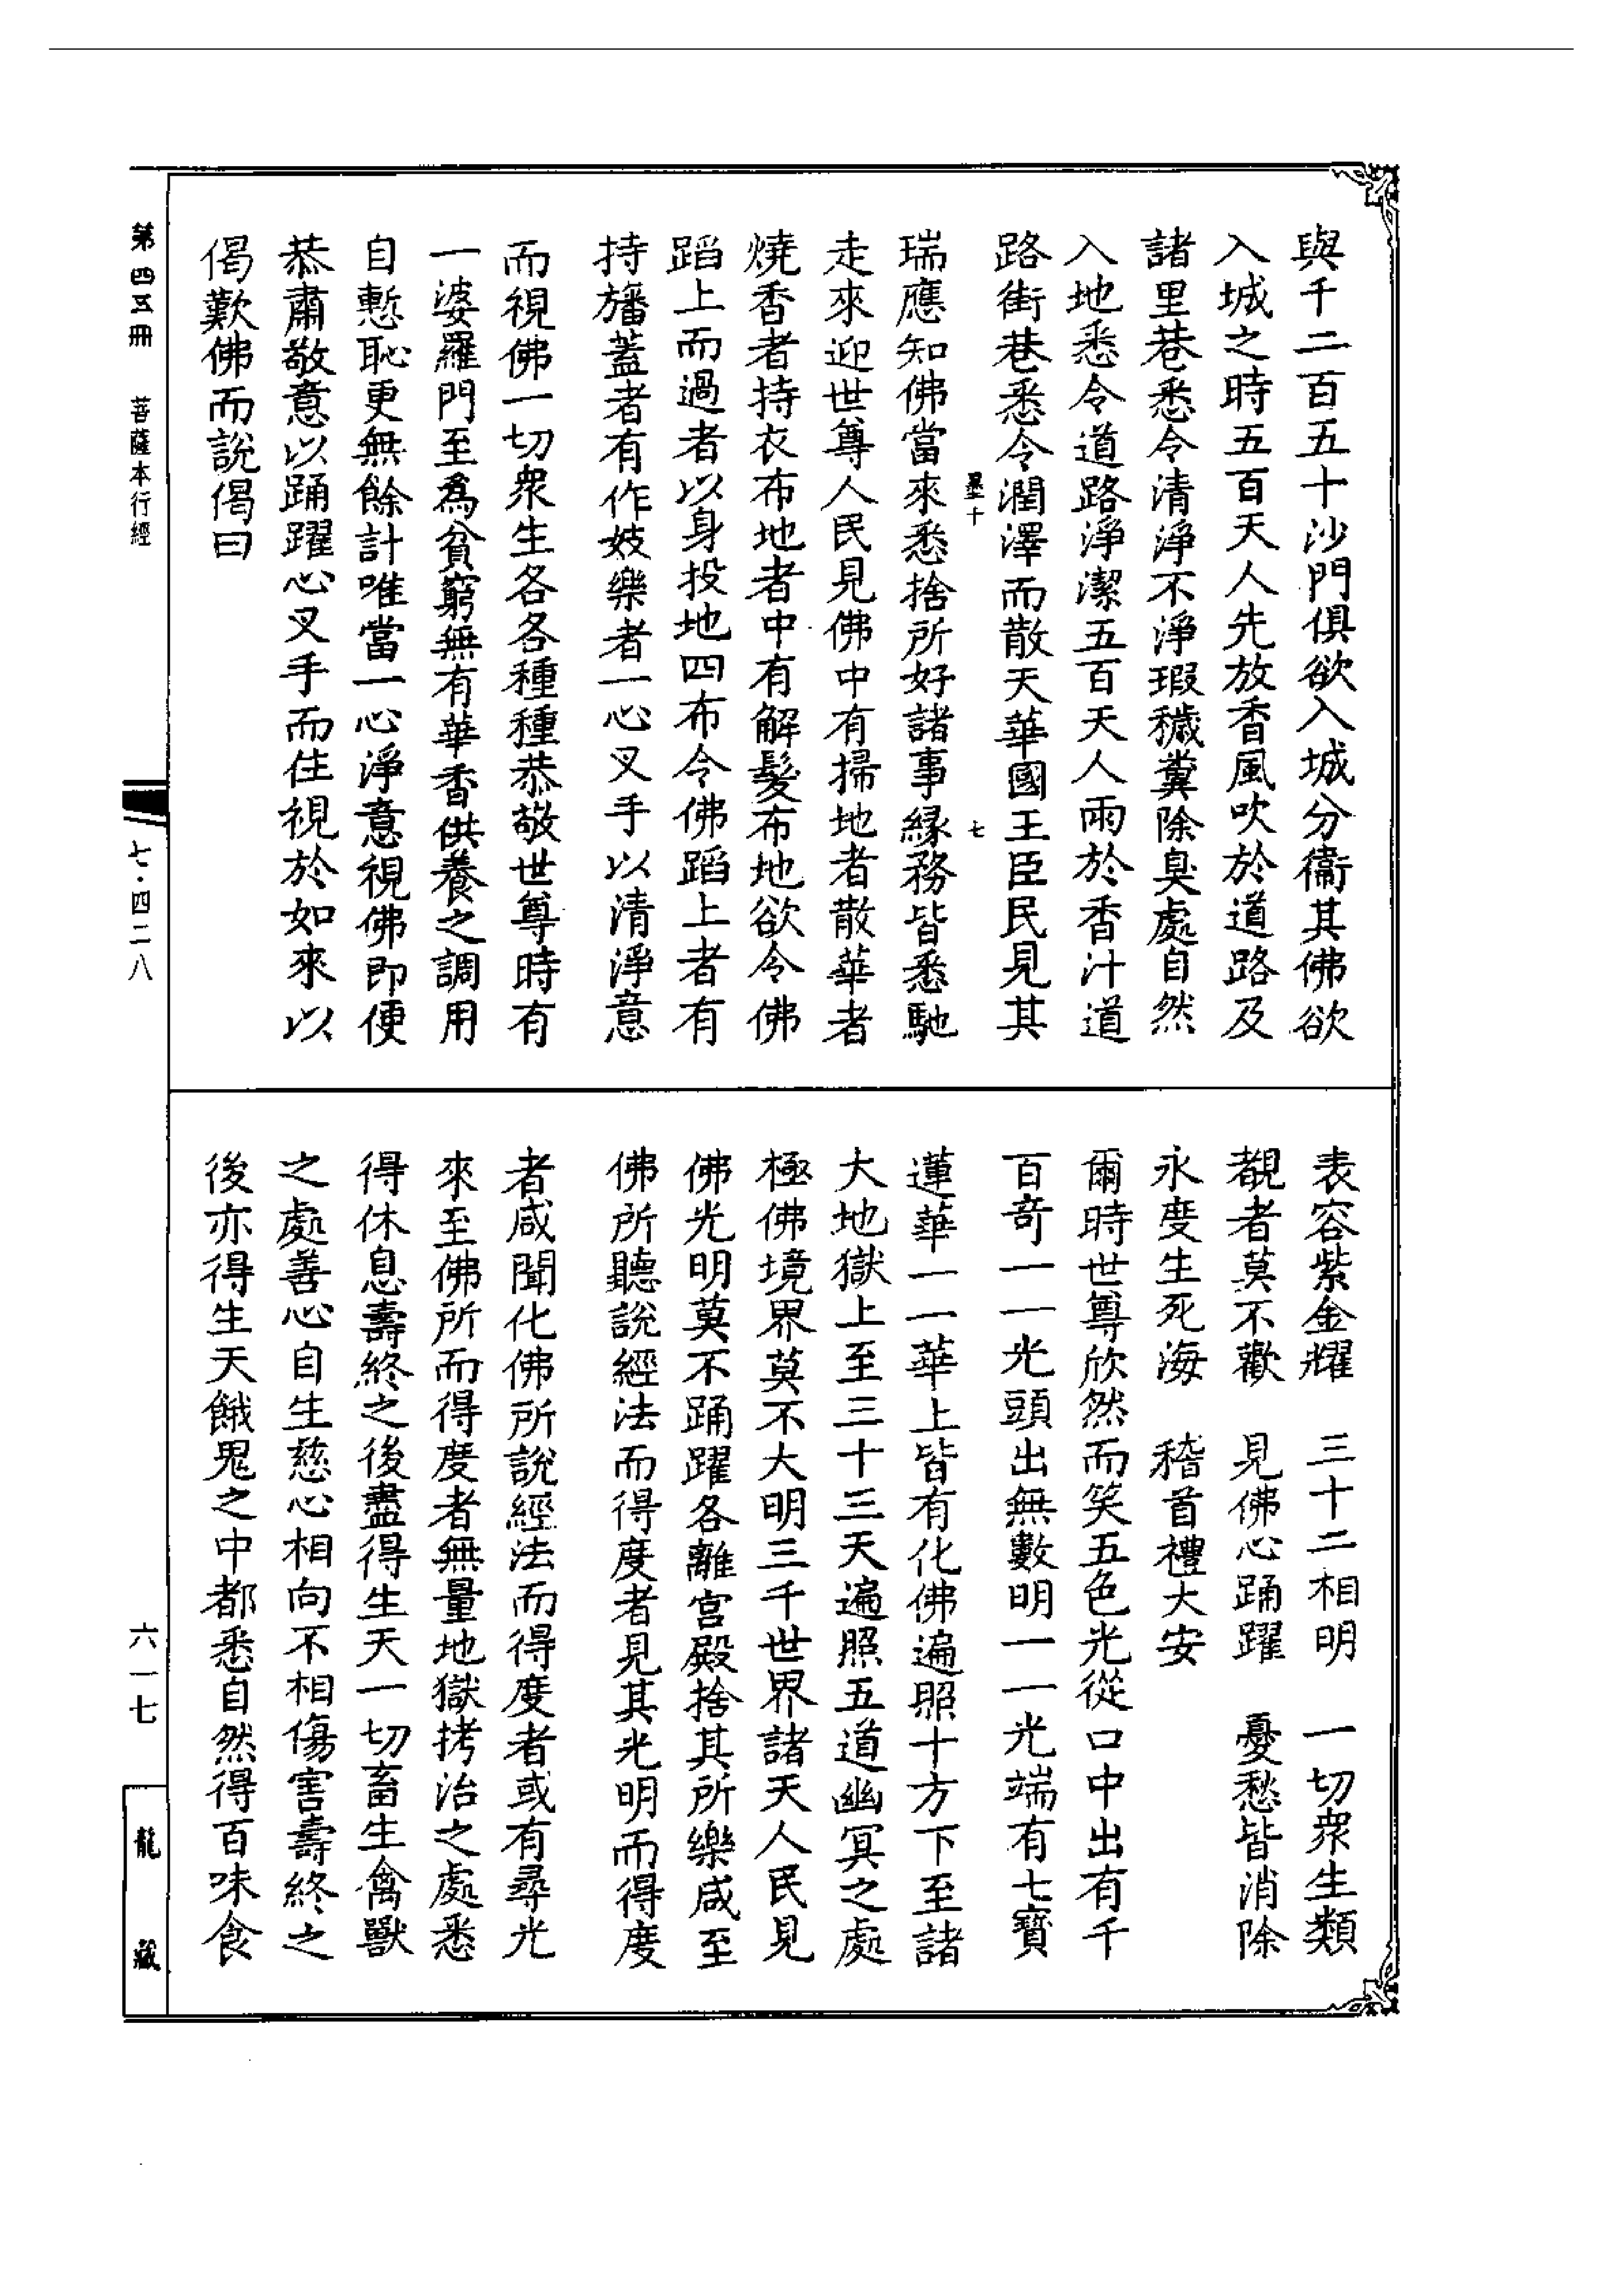 與千二百五十沙門俱欲入城分衞其佛欲
入城之時五百天人先放香風吹於道路及
諸里巷悉令清淨不淨瑕穢糞除臭處自然
入地悉令道路淨潔五百天人雨於香汁道
路街巷悉令潤澤而散天華國王臣民見其
墨十 七
瑞應知佛當來悉捨所好諸事緣務皆悉馳
走來迎世尊人民見佛中有掃地者散華者
燒香者持衣布地者中有解髮布地欲令佛
蹈上而過者以身投地四布令佛蹈上者有
持旛蓋者有作妓樂者一心叉手以清淨意
而視佛一切衆生各各種種恭敬世尊時有
一婆羅門至爲貧窮無有華香供養之調用
自慙恥更無餘計唯當一心淨意視佛即便
恭肅敬意以踊躍心叉手而住視於如來以
偈歎佛而說偈曰
表容紫金耀 三十二相明 一切衆生類
覩者莫不歡 見佛心踊躍 憂愁皆消除
永度生死海 稽首禮大安
爾時世尊欣然而笑五色光從口中出有千
百奇一一光頭出無數明一一光端有七寶
蓮華一一華上皆有化佛遍照十方下至諸
大地獄上至三十三天遍照五道幽冥之處
極佛境界莫不大明三千世界諸天人民見
佛光明莫不踊躍各離宮殿捨其所樂咸至
佛所聽說經法而得度者見其光明而得度
者咸聞化佛所說經法而得度者或有尋光
來至佛所而得度者無量地獄拷治之處悉
得休息壽終之後盡得生天一切畜生禽獸
之處善心自生慈心相向不相傷害壽終之
後亦得生天餓鬼之中都悉自然得百味食
第四五冊 菩薩本行經 七·四二八 六一七 龍藏